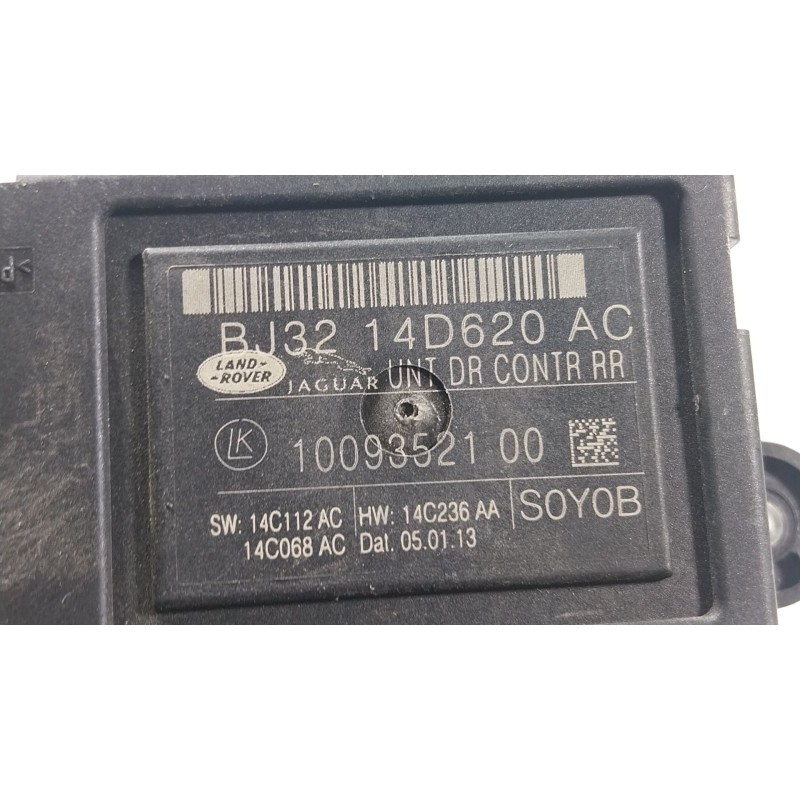 BJ32 14D620 AC
LAND-
-ROVER
JAGUAR
UNT DR CONTR RR
LK
10093521 00
SW: 14C112 AC
14C068 AC
HW: 14C236 AA
Dat. 05.01.13
SOYOB